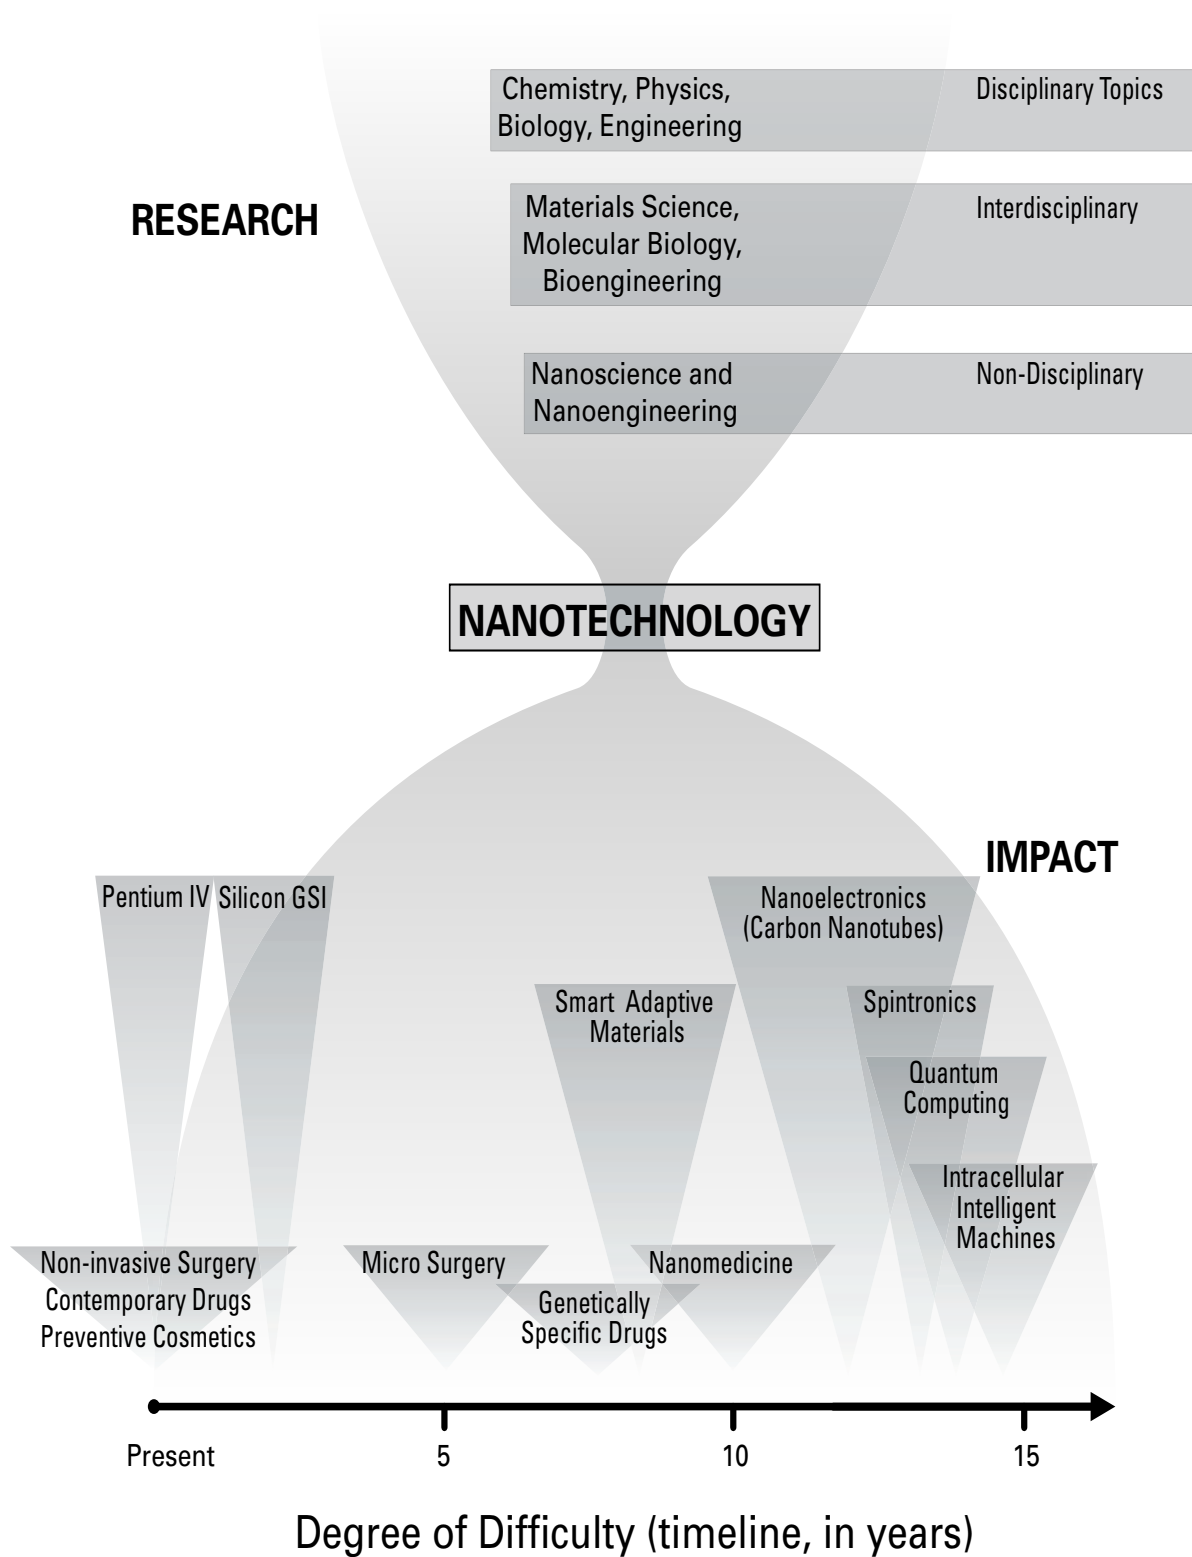 Chemistry, Physics,
Biology, Engineering
Disciplinary Topics
RESEARCH
Materials Science,
Molecular Biology,
Bioengineering
Interdisciplinary
Nanoscience and
Nanoengineering
Non-Disciplinary
NANOTECHNOLOGY
IMPACT
Pentium IV
Silicon GSI
Nanoelectronics
(Carbon Nanotubes)
Smart Adaptive
Materials
Spintronics
Quantum
Computing
Intracellular
Intelligent
Machines
Non-invasive Surgery
Contemporary Drugs
Preventive Cosmetics
Micro Surgery
Genetically
Specific Drugs
Nanomedicine
Present
5
10
15
Degree of Difficulty (timeline, in years)